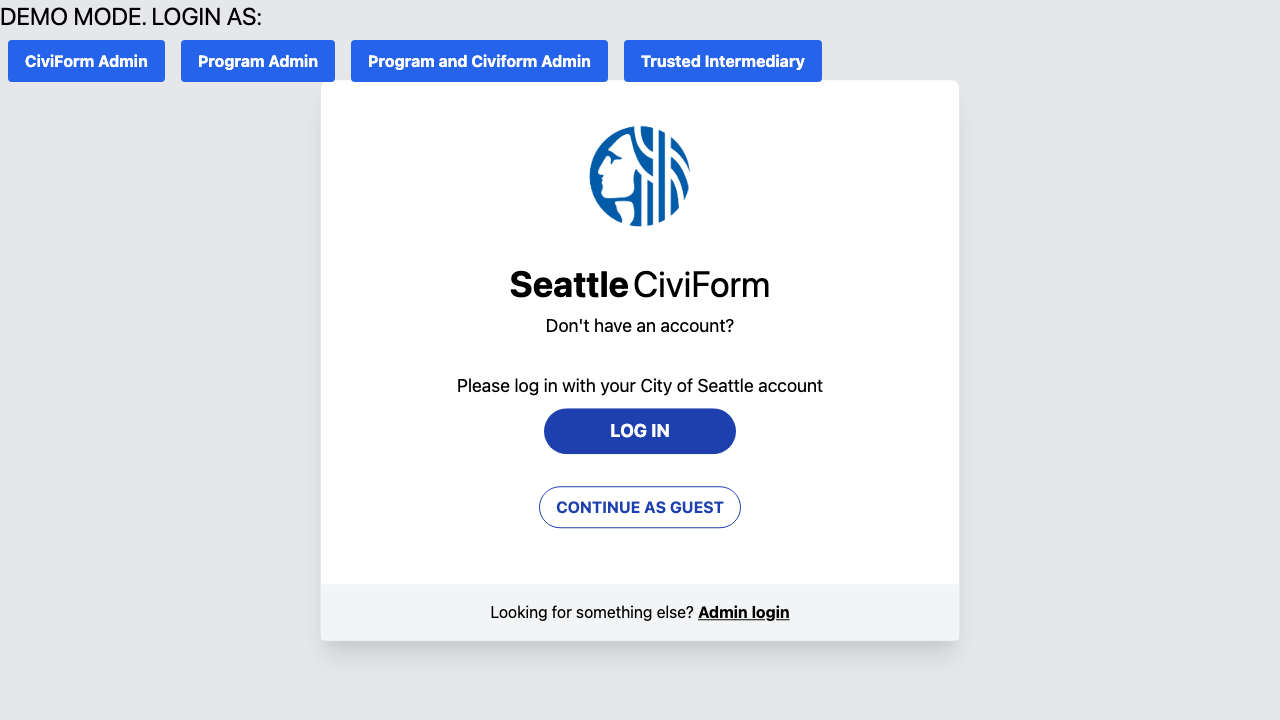 DEMO MODE. LOGIN AS:
CiviForm Admin Program Admin Program and Civiform Admin Trusted Intermediary
Seattle CiviForm
Don't have an account?
Please log in with your City of Seattle account
LOG IN
CONTINUE AS GUEST
Looking for something else? Admin login